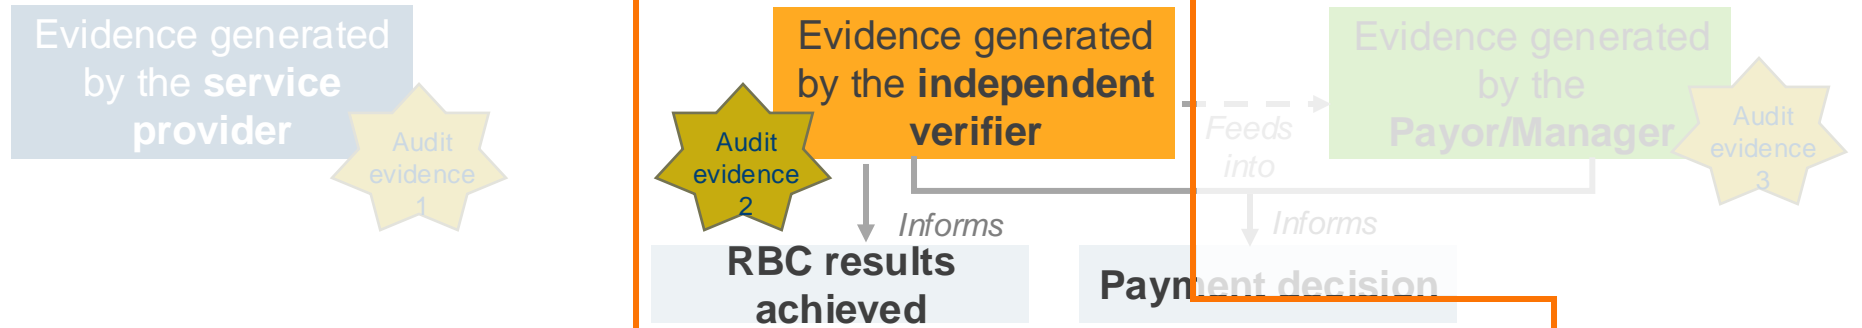 Evidence generated
by the service
provider
Audit
evidence
1
Evidence generated
by the independent
verifier
Audit
evidence
2
Feeds
into
Evidence generated
by the
Payor/Manager
Audit
evidence
3
Informs
Informs
RBC results
achieved
Payment decision